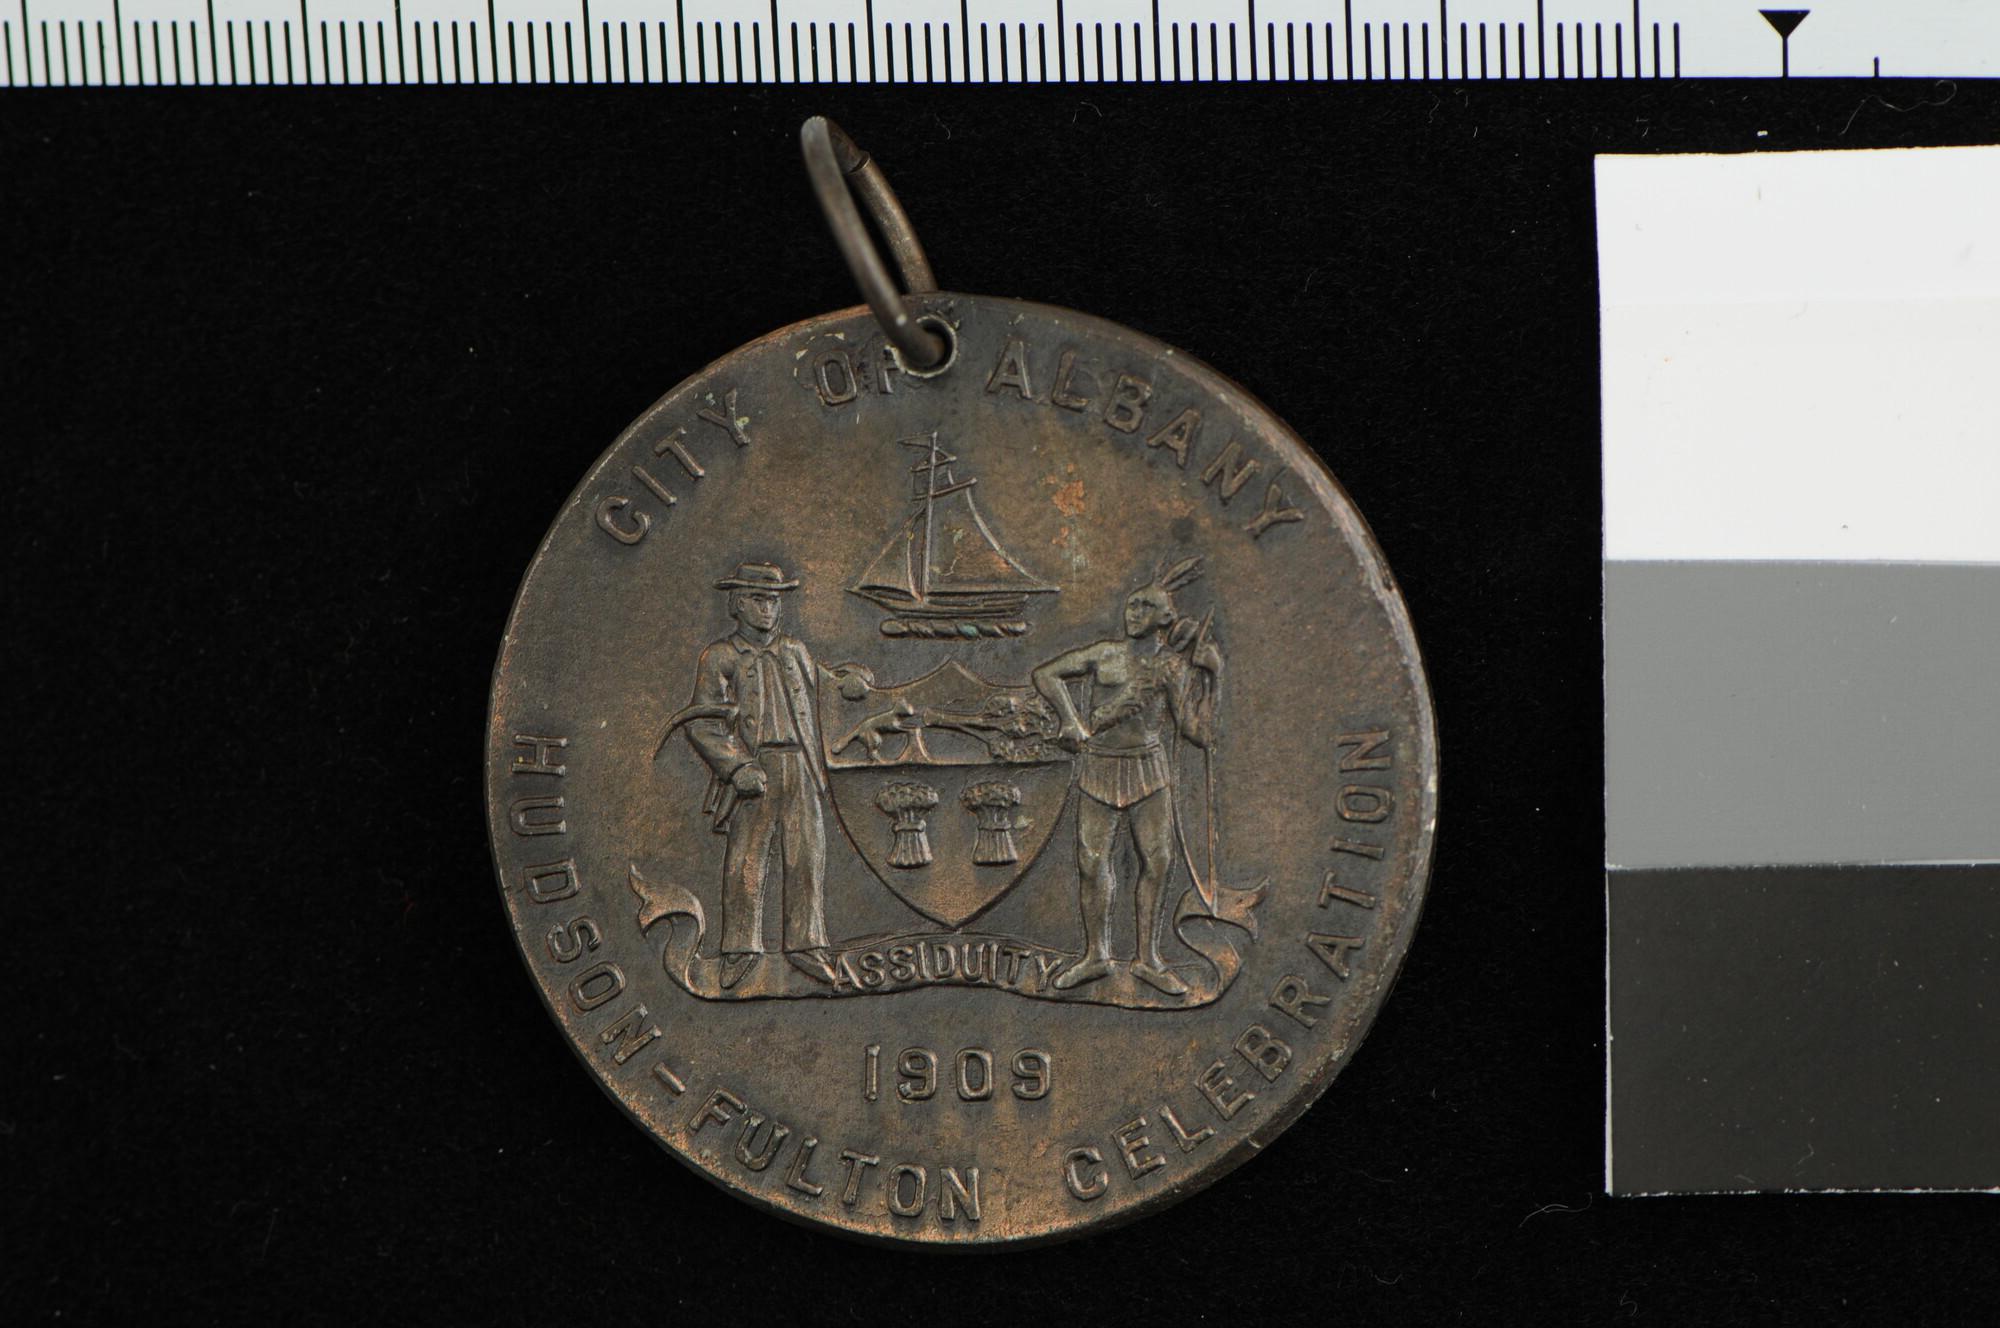 CITY OF ALBANY
ASSIDUITY
1909
HUDSON-FULTON CELEBRATION